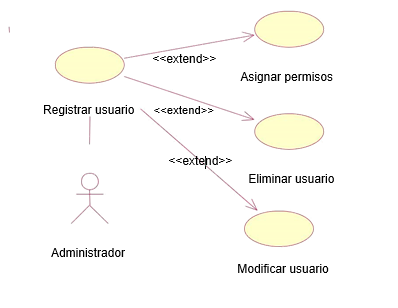 <<extend>>
Asignar permisos
Registrar usuario
<<extend>>
<<extend>>
Eliminar usuario
Administrador
Modificar usuario